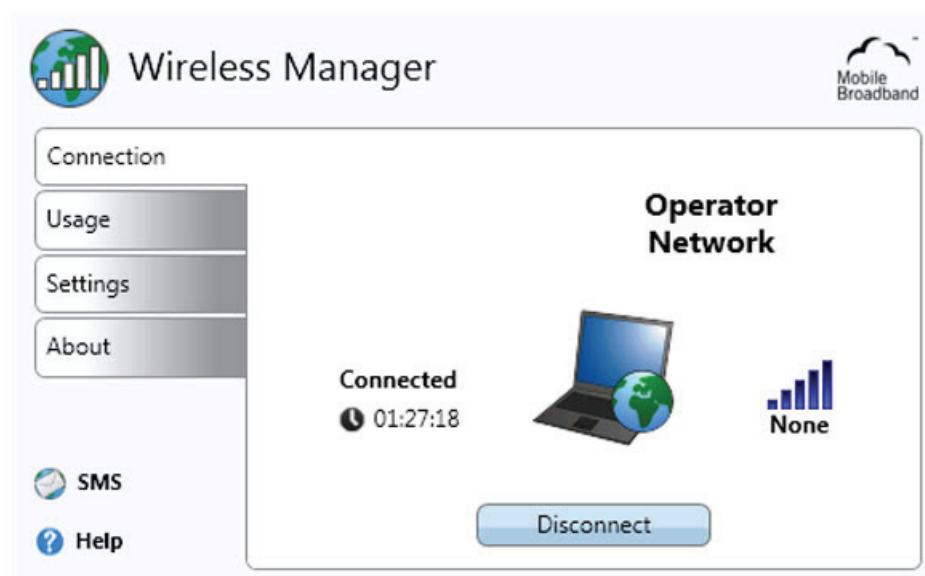 Wireless Manager
Mobile
Broadband
Connection
Usage
Settings
About
SMS
Help
Operator
Network
Connected
01:27:18
None
Disconnect